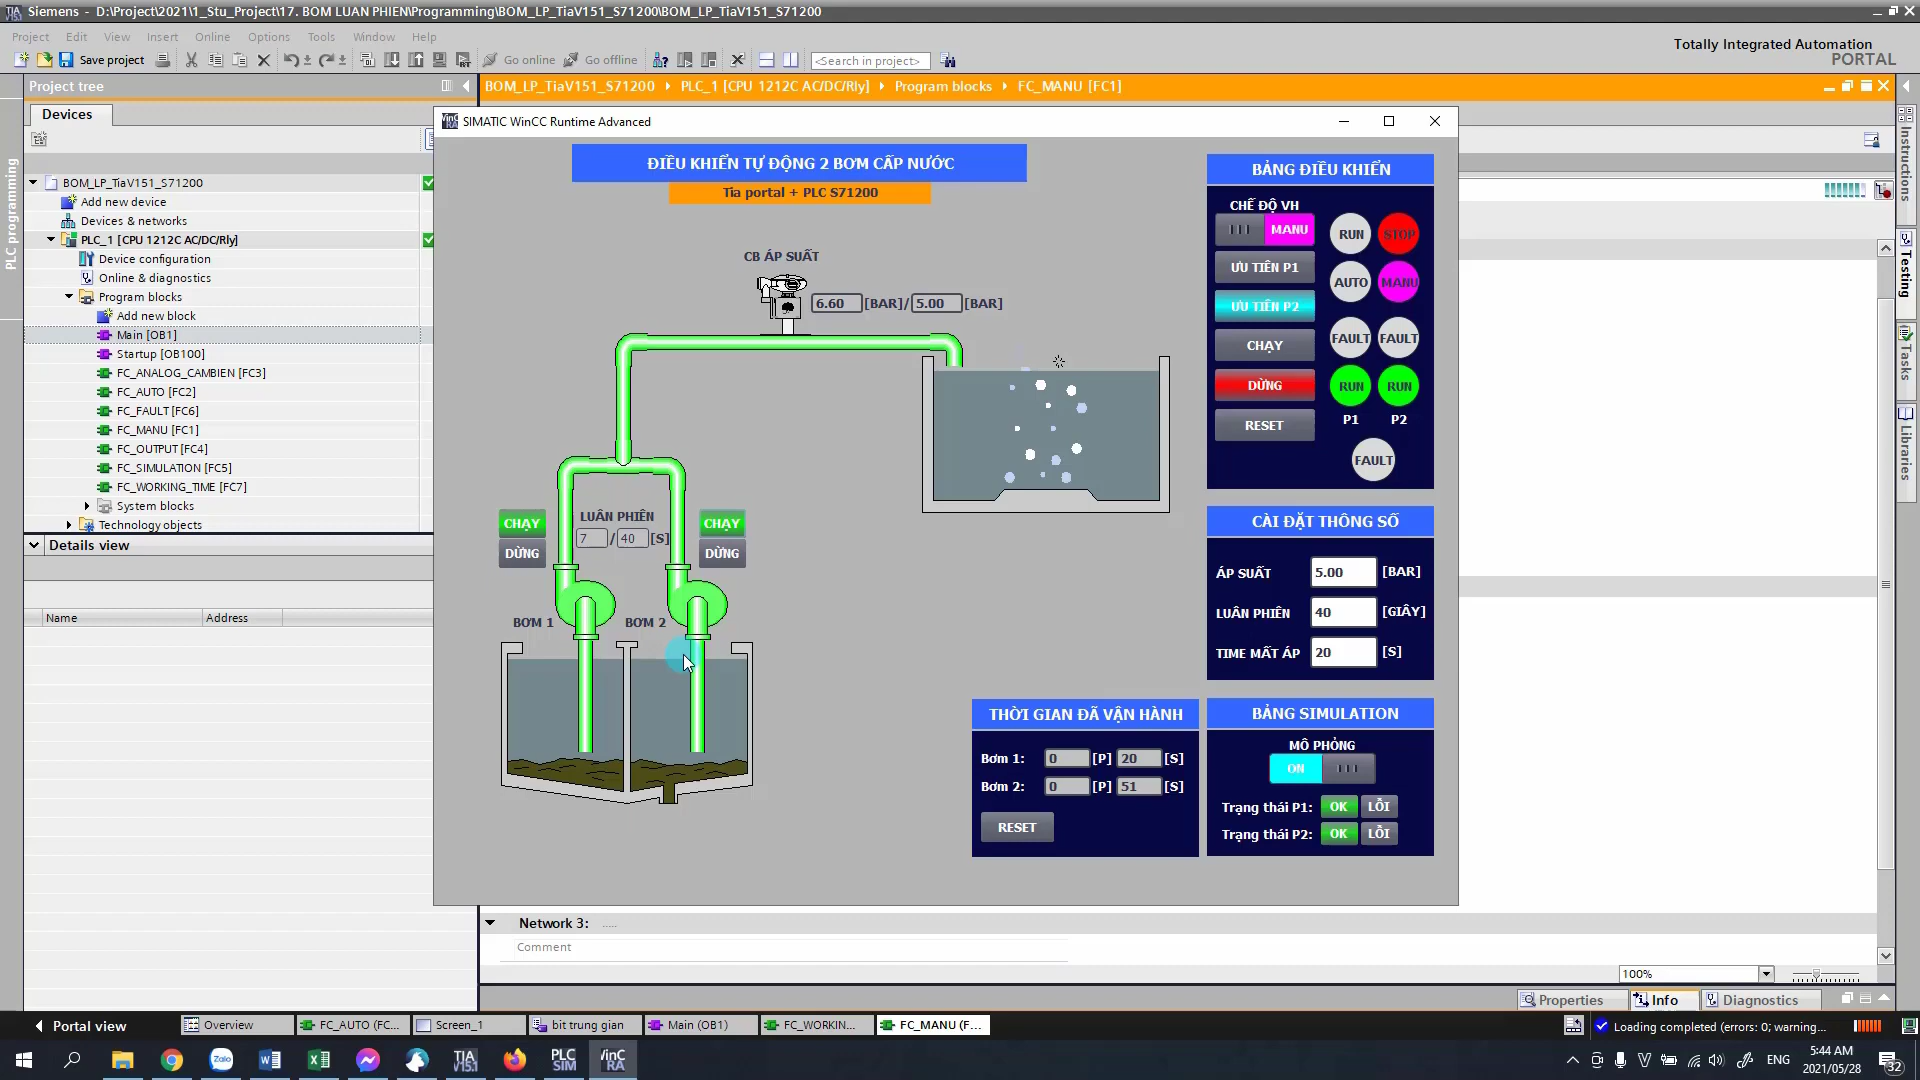 Siemens - D:\Project\2021\1_Stu_Project\17. BOM LUAN PHIEN\Programming\BOM_LP_TiaV151_S71200\BOM_LP_TiaV151_S71200
Project Edit View Insert Online Options Tools Window Help
Totally Integrated Automation
PORTAL
Save project
Go online
Go offline
<Search in project>
Project tree
BOM_LP_TiaV151_S71200 PLC_1 [CPU 1212C AC/DC/Rly] Program blocks FC_MANU [FC1]
Devices
PLC programming
BOM_LP_TiaV151_S71200
Add new device
Devices & networks
PLC_1 [CPU 1212C AC/DC/Rly]
Device configuration
Online & diagnostics
Program blocks
Add new block
Main [OB1]
Startup [OB100]
FC_ANALOG_CAMBIEN [FC3]
FC_AUTO [FC2]
FC_FAULT [FC6]
FC_MANU [FC1]
FC_OUTPUT [FC4]
FC_SIMULATION [FC5]
FC_WORKING_TIME [FC7]
System blocks
Technology objects
Details view
Name Address
SIMATIC WinCC Runtime Advanced
ĐIỀU KHIỂN TỰ ĐỘNG 2 BƠM CẤP NƯỚC
Tia portal + PLC S71200
CB ÁP SUẤT
6.60 [BAR]/ 5.00 [BAR]
CHẠY
DỪNG
LUÂN PHIÊN
7 / 40 [S]
CHẠY
DỪNG
BƠM 1
BƠM 2
BẢNG ĐIỀU KHIỂN
CHẾ ĐỘ VH
MANU RUN STOP
ƯU TIÊN P1 AUTO MANU
ƯU TIÊN P2
CHẠY FAULT FAULT
DỪNG RUN RUN
RESET P1 P2
FAULT
CÀI ĐẶT THÔNG SỐ
ÁP SUẤT 5.00 [BAR]
LUÂN PHIÊN 40 [GIÂY]
TIME MẤT ÁP 20 [S]
THỜI GIAN ĐÃ VẬN HÀNH
Bơm 1: 0 [P] 20 [S]
Bơm 2: 0 [P] 51 [S]
RESET
BẢNG SIMULATION
MÔ PHỎNG
ON
Trạng thái P1: OK LỖI
Trạng thái P2: OK LỖI
Instructions
Testing
Tasks
Libraries
Network 3: .....
Comment
100%
Properties Info Diagnostics
Portal view
Overview
FC_AUTO (FC...
Screen_1
bit trung gian
Main (OB1)
FC_WORKIN...
FC_MANU (F...
Loading completed (errors: 0; warning...
Zalo
TIA V15.1
PLC SIM
WinC RA
ENG
5:44 AM
2021/05/28
32